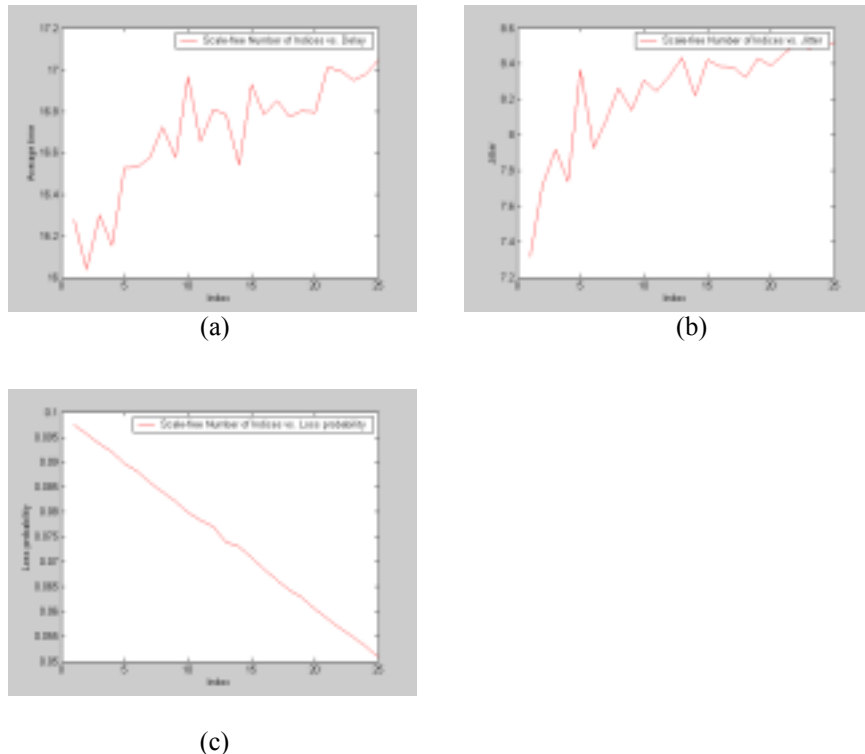 17.2
Scale-free Number of Indices vs. Delay
17
16.8
16.6
16.4
16.2
16
Average time
0 5 10 15 20 25
Index
(a)
8.6
Scale-free Number of Indices vs. Jitter
8.4
8.2
8
7.8
7.6
7.4
7.2
Jitter
0 5 10 15 20 25
Index
(b)
0.1
Scale-free Number of Indices vs. Loss probability
0.095
0.09
0.085
0.08
0.075
0.07
0.065
0.06
0.055
0.05
Loss probability
0 5 10 15 20 25
Index
(c)